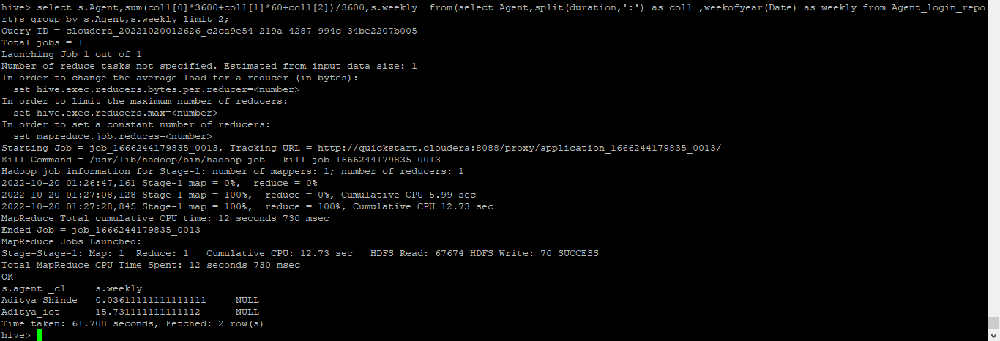 hive> select s.Agent,sum(col1[0]*3600+col1[1]*60+col1[2])/3600,s.weekly  from(select Agent,split(duration,':') as col1 ,weekofyear(Date) as weekly from Agent_login_repo
rt)s group by s.Agent,s.weekly limit 2;
Query ID = cloudera_20221020012626_c2ca9e54-219a-4287-994c-34be2207b005
Total jobs = 1
Launching Job 1 out of 1
Number of reduce tasks not specified. Estimated from input data size: 1
In order to change the average load for a reducer (in bytes):
  set hive.exec.reducers.bytes.per.reducer=<number>
In order to limit the maximum number of reducers:
  set hive.exec.reducers.max=<number>
In order to set a constant number of reducers:
  set mapreduce.job.reduces=<number>
Starting Job = job_1666244179835_0013, Tracking URL = http://quickstart.cloudera:8088/proxy/application_1666244179835_0013/
Kill Command = /usr/lib/hadoop/bin/hadoop job  -kill job_1666244179835_0013
Hadoop job information for Stage-1: number of mappers: 1; number of reducers: 1
2022-10-20 01:26:47,161 Stage-1 map = 0%,  reduce = 0%
2022-10-20 01:27:08,128 Stage-1 map = 100%,  reduce = 0%, Cumulative CPU 5.99 sec
2022-10-20 01:27:28,845 Stage-1 map = 100%,  reduce = 100%, Cumulative CPU 12.73 sec
MapReduce Total cumulative CPU time: 12 seconds 730 msec
Ended Job = job_1666244179835_0013
MapReduce Jobs Launched:
Stage-Stage-1: Map: 1  Reduce: 1   Cumulative CPU: 12.73 sec   HDFS Read: 67674 HDFS Write: 70 SUCCESS
Total MapReduce CPU Time Spent: 12 seconds 730 msec
OK
s.agent _c1     s.weekly
Aditya Shinde   0.03611111111111111     NULL
Aditya_iot      15.731111111111112      NULL
Time taken: 61.708 seconds, Fetched: 2 row(s)
hive>